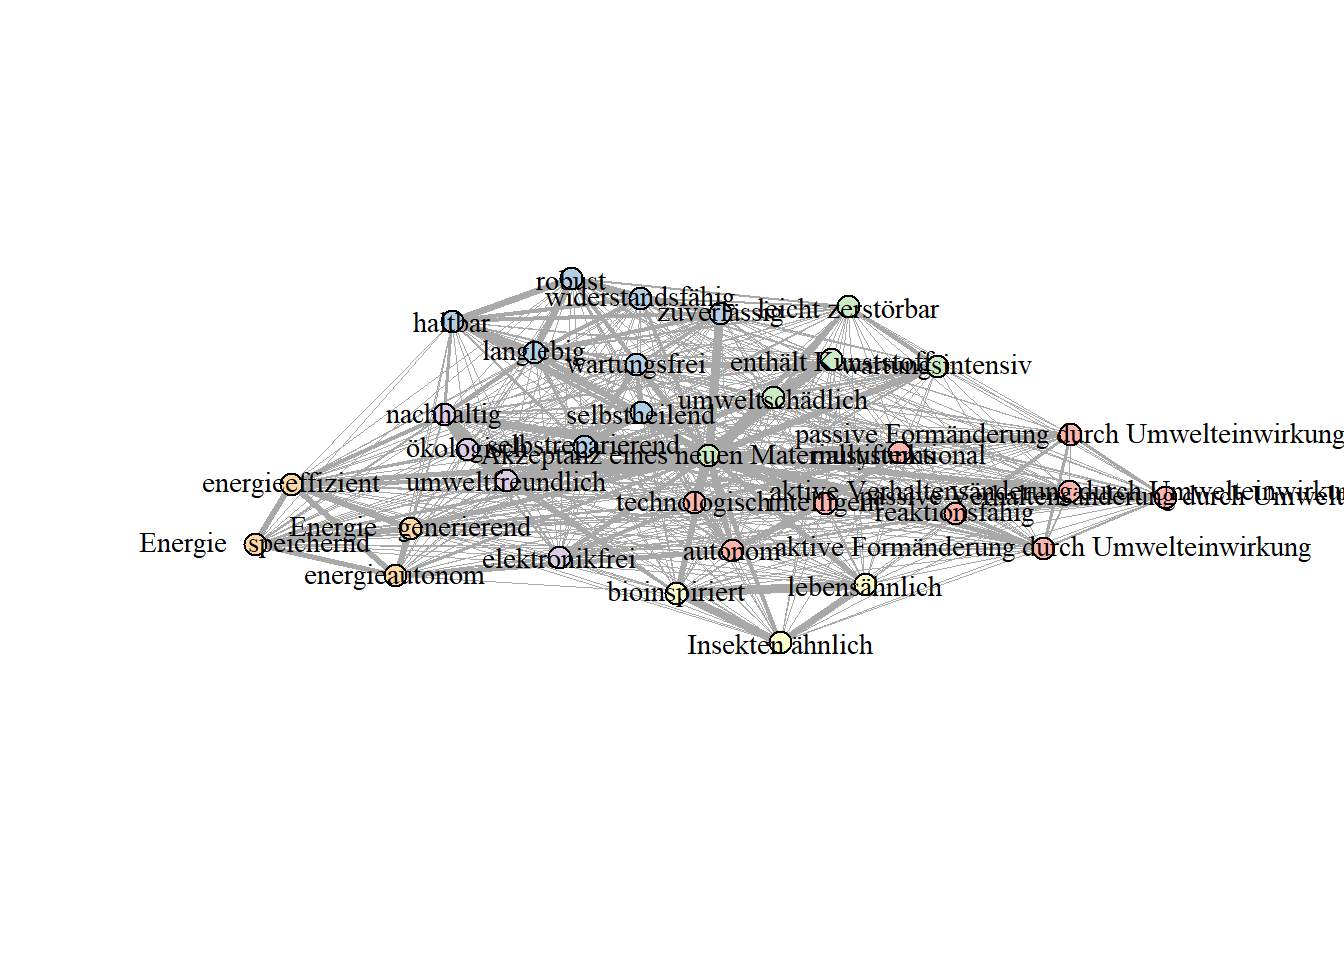 robust
widerstandsfähig
zuverlässig
leicht zerstörbar
haltbar
langlebig
wartungsfrei
enthält Kunststoff
wartungsintensiv
umweltschädlich
nachhaltig
selbstheilend
passive Formänderung durch Umwelteinwirkung
ökologisch
selbstreparierend
Akzeptanz eines neuen Materialsystems
multifunktional
energieeffizient
umweltfreundlich
aktive Verhaltensänderung durch Umwelteinwirkung
passive Verhaltensänderung durch Umwelt
technologisch
intelligent
reaktionsfähig
Energie generierend
Energie speichernd
elektronikfrei
autonom
aktive Formänderung durch Umwelteinwirkung
energieautonom
bioinspiriert
lebensähnlich
Insekten ähnlich